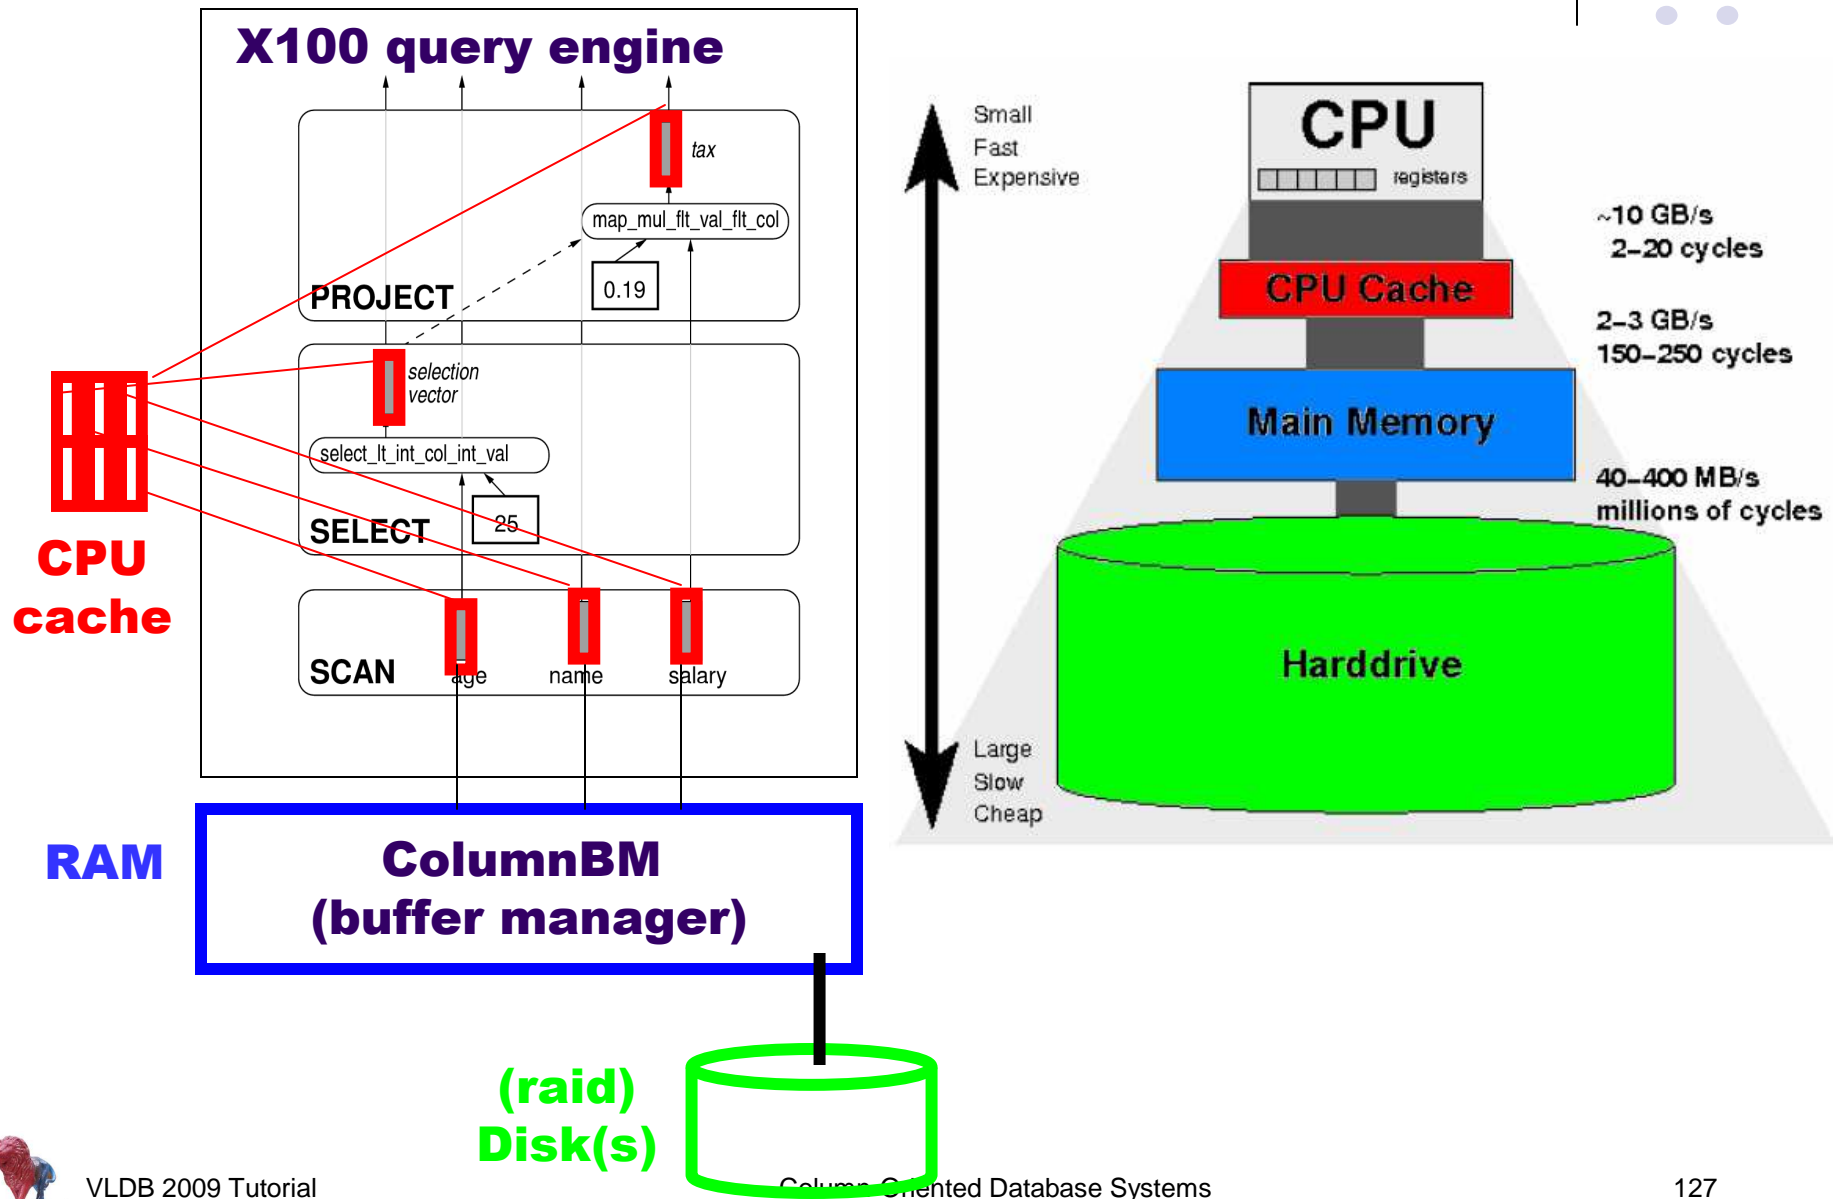 X100 query engine
tax
map_mul_flt_val_flt_col
0.19
PROJECT
selection
vector
select_lt_int_col_int_val
25
SELECT
SCAN
age
name
salary
CPU
cache
RAM
ColumnBM
(buffer manager)
(raid)
Disk(s)
Small
Fast
Expensive
CPU
registers
~10 GB/s
2-20 cycles
CPU Cache
2-3 GB/s
150-250 cycles
Main Memory
40-400 MB/s
millions of cycles
Harddrive
Large
Slow
Cheap
VLDB 2009 Tutorial
Column-Oriented Database Systems
127